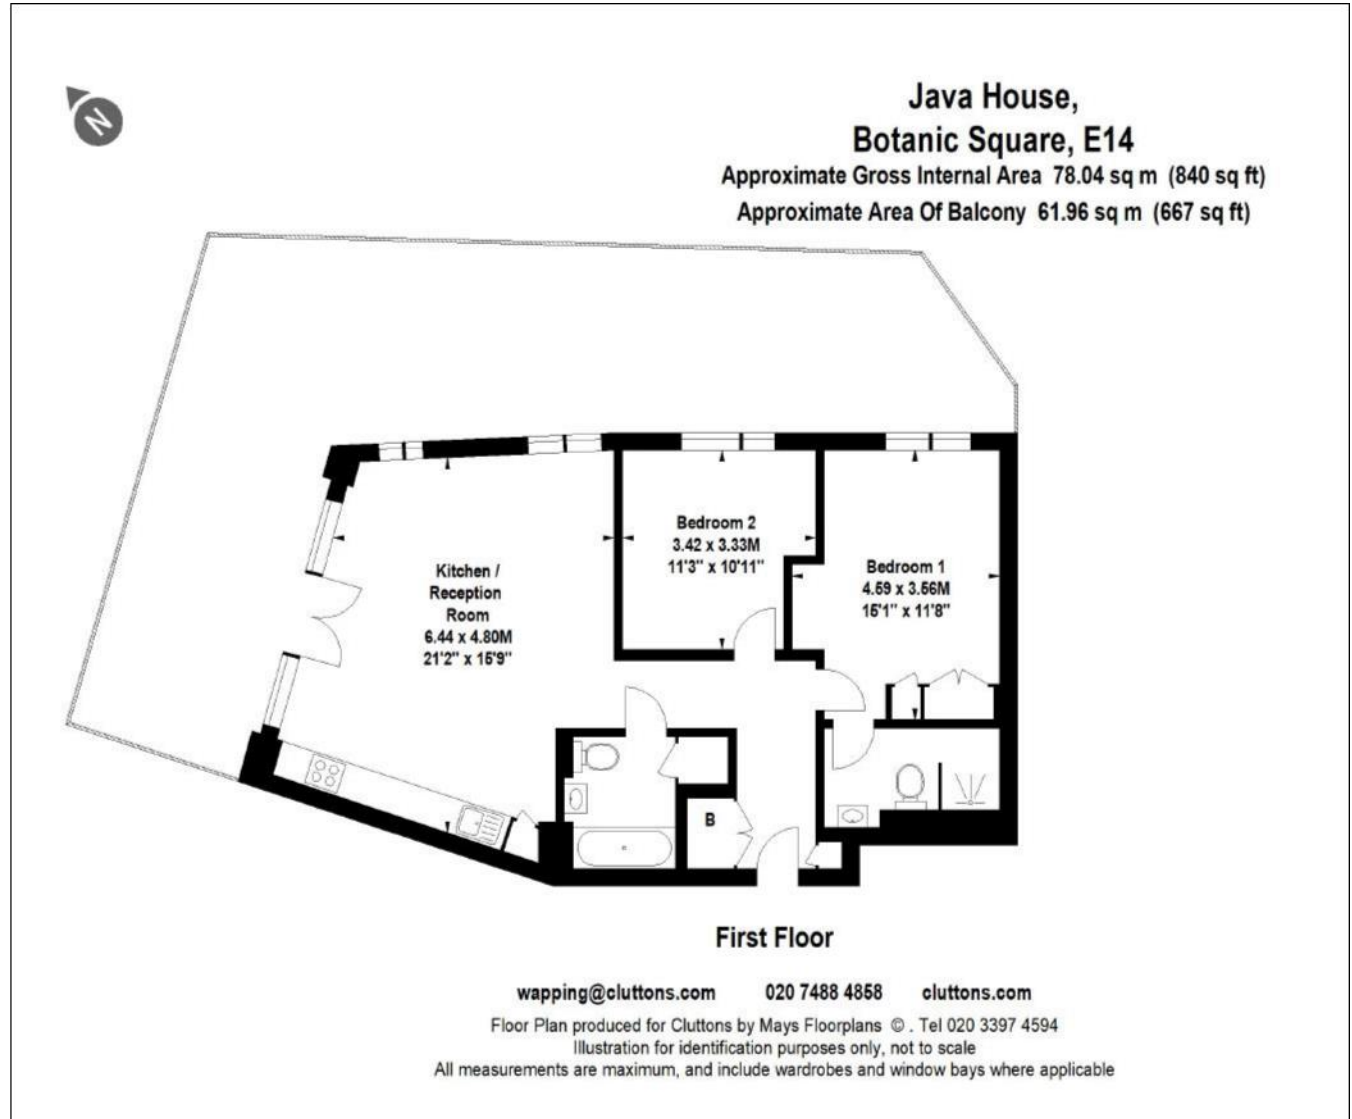 N
Java House,
Botanic Square, E14
Approximate Gross Internal Area 78.04 sq m (840 sq ft)
Approximate Area Of Balcony 61.96 sq m (667 sq ft)
Bedroom 2
3.42 x 3.33M
11'3" x 10'11"
Bedroom 1
4.59 x 3.56M
15'1" x 11'8"
Kitchen /
Reception
Room
6.44 x 4.80M
21'2" x 15'9"
B
First Floor
wapping@cluttons.com 020 7488 4858 cluttons.com
Floor Plan produced for Cluttons by Mays Floorplans © . Tel 020 3397 4594
Illustration for identification purposes only, not to scale
All measurements are maximum, and include wardrobes and window bays where applicable